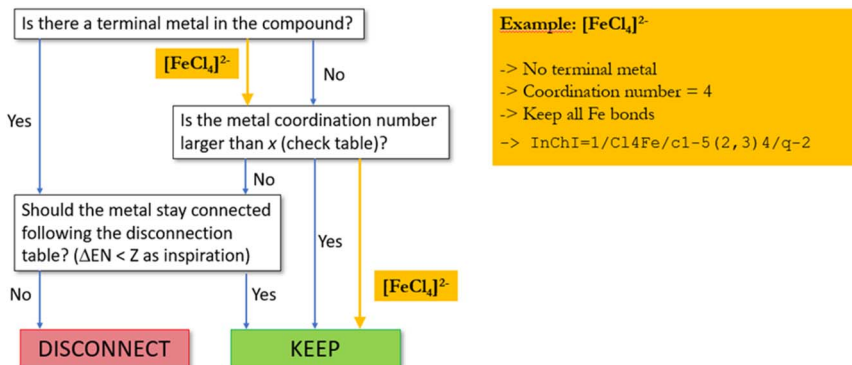 Is there a terminal metal in the compound?
[FeCl₄]²⁻
No
Yes
Is the metal coordination number
larger than x (check table)?
No
Should the metal stay connected
following the disconnection
table? (ΔEN < Z as inspiration)
Yes
[FeCl₄]²⁻
No
Yes
DISCONNECT
KEEP
Example: [FeCl₄]²⁻
-> No terminal metal
-> Coordination number = 4
-> Keep all Fe bonds
-> InChI=1/Cl4Fe/c1-5(2,3)4/q-2